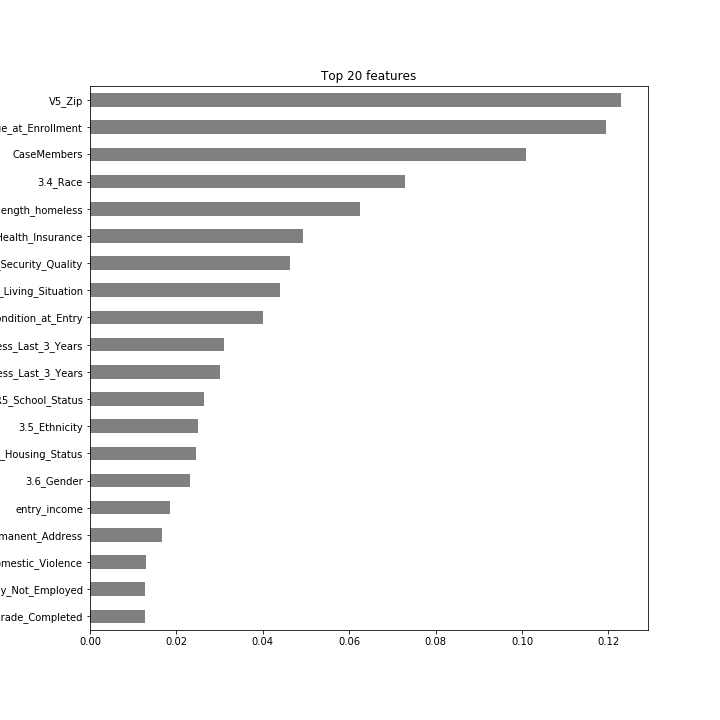 Top 20 features
V5_Zip
e_at_Enrollment
CaseMembers
3.4_Race
ength_homeless
Health_Insurance
_Security_Quality
_Living_Situation
ondition_at_Entry
ess_Last_3_Years
ess_Last_3_Years
R5_School_Status
3.5_Ethnicity
_Housing_Status
3.6_Gender
entry_income
manent_Address
omestic_Violence
y_Not_Employed
rade_Completed
0.00 0.02 0.04 0.06 0.08 0.10 0.12